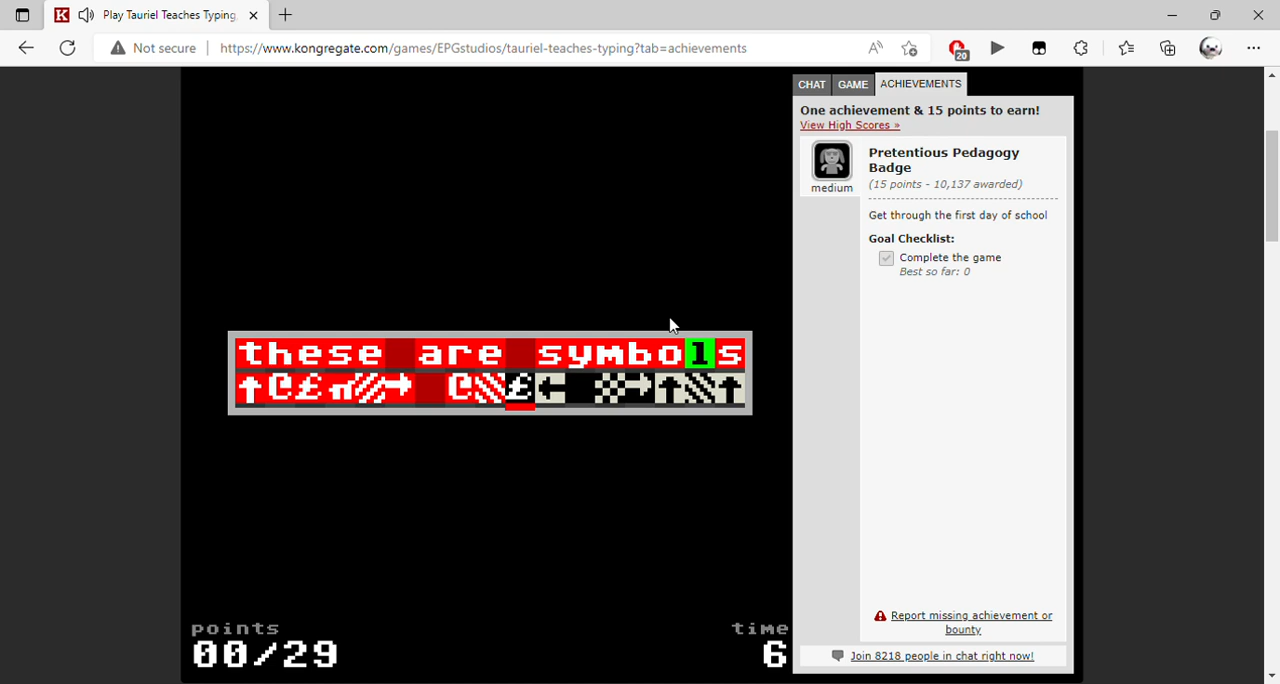 Play Tauriel Teaches Typing,
Not secure
https://www.kongregate.com/games/EPGstudios/tauriel-teaches-typing?tab=achievements
20
CHAT GAME ACHIEVEMENTS
One achievement & 15 points to earn!
View High Scores »
Pretentious Pedagogy
Badge
medium
(15 points - 10,137 awarded)
Get through the first day of school
Goal Checklist:
Complete the game
Best so far: 0
these are symbols
points
00/29
time
6
Report missing achievement or
bounty
Join 8218 people in chat right now!